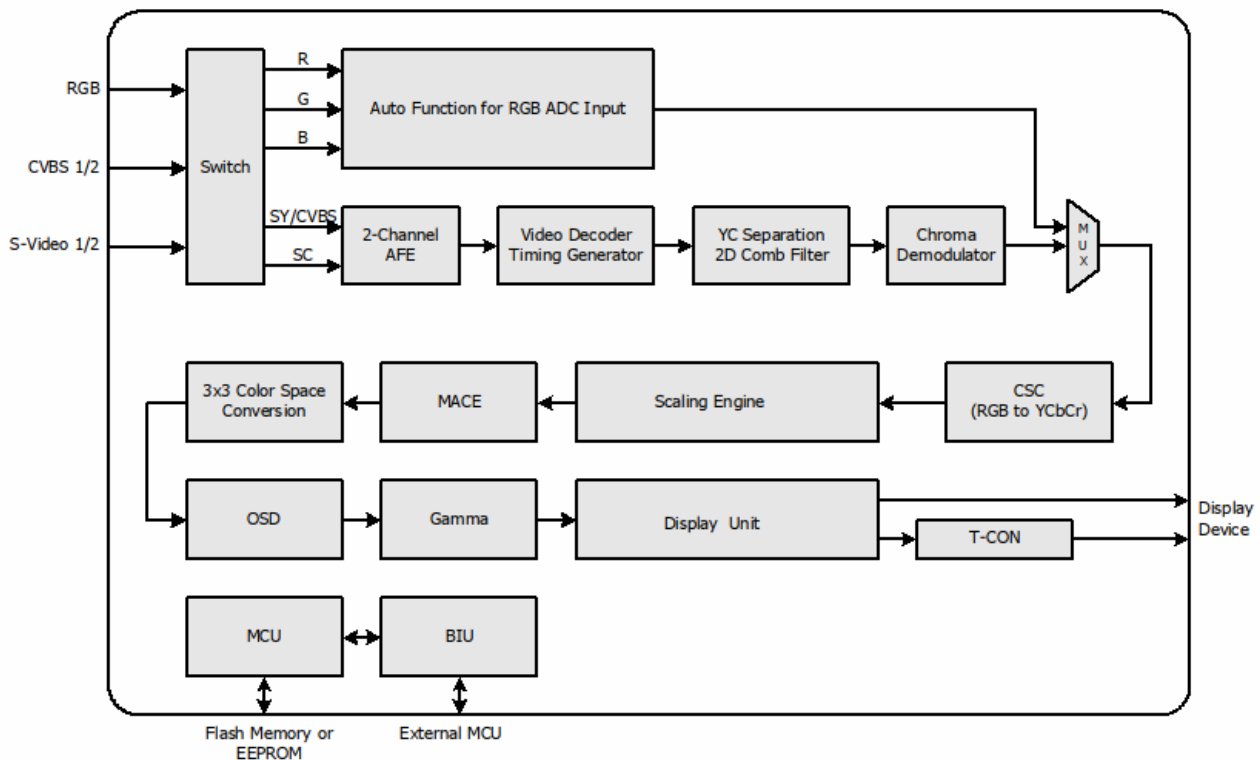 RGB
CVBS 1/2
S-Video 1/2
Switch
R
G
B
SY/CVBS
SC
Auto Function for RGB ADC Input
2-Channel
AFE
Video Decoder
Timing Generator
YC Separation
2D Comb Filter
Chroma
Demodulator
M
U
X
3x3 Color Space
Conversion
MACE
Scaling Engine
CSC
(RGB to YCbCr)
OSD
Gamma
Display Unit
T-CON
Display
Device
MCU
BIU
Flash Memory or
EEPROM
External MCU